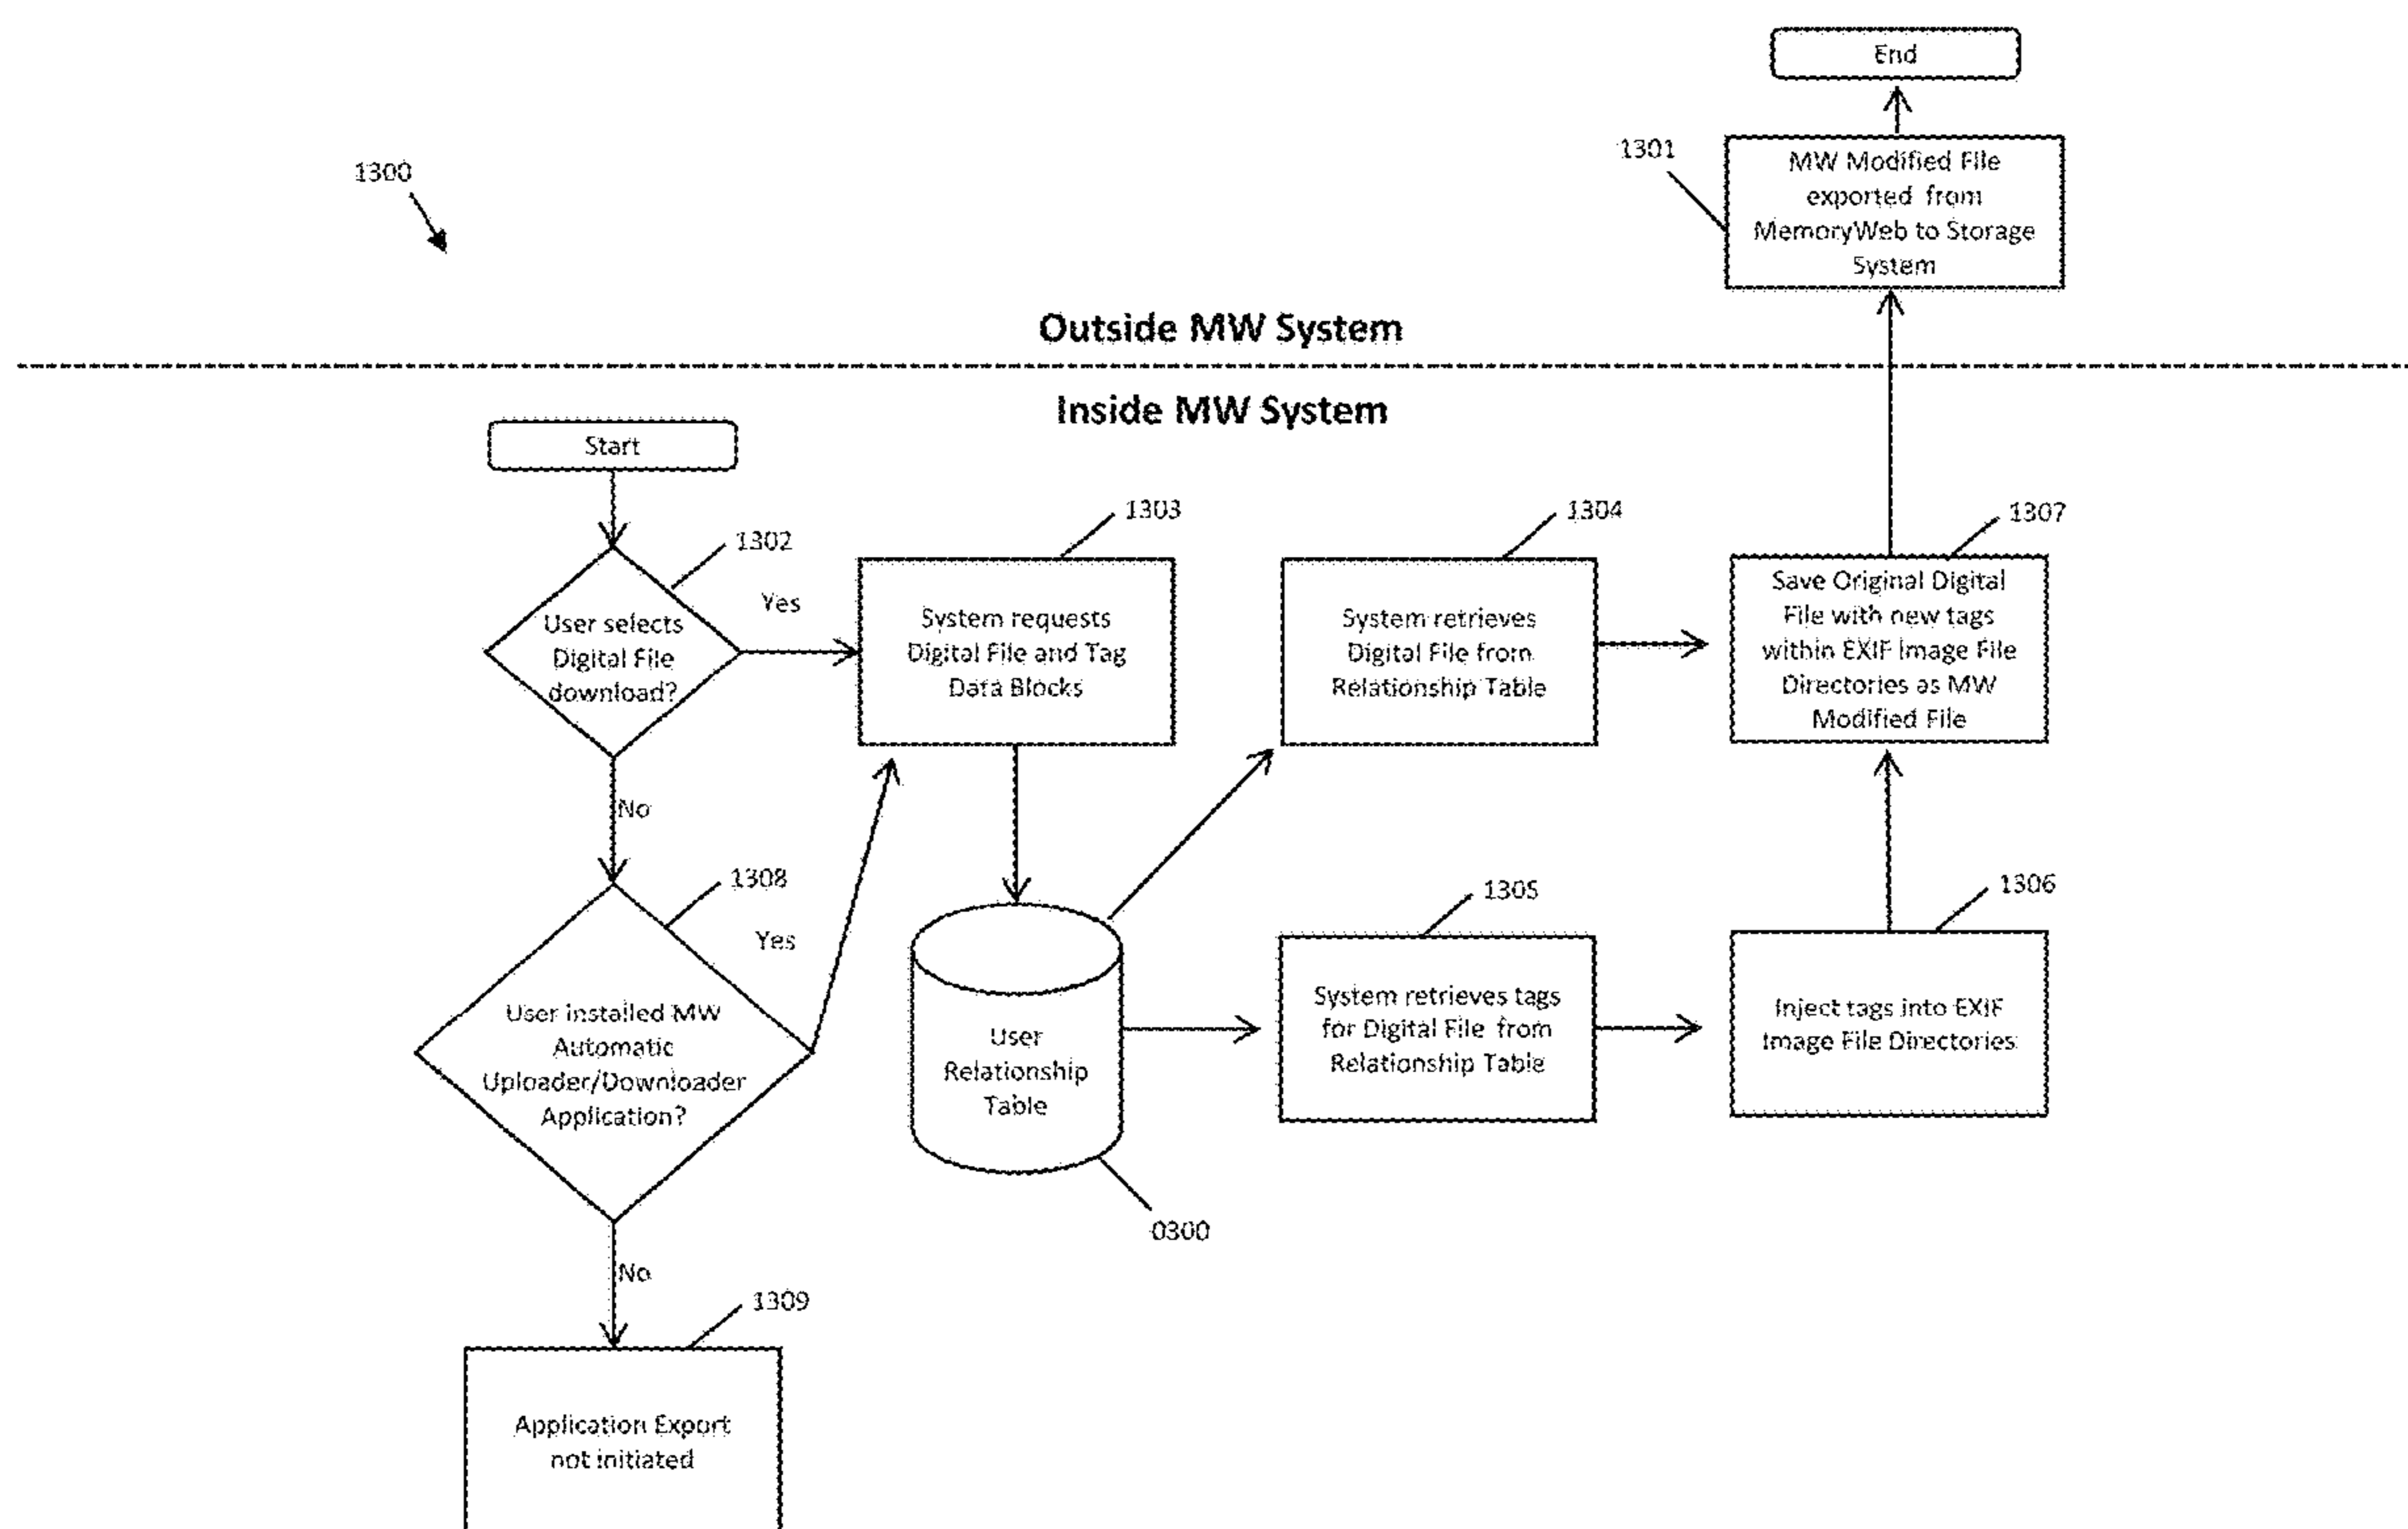 End
1301
MW Modified File
exported from
MemoryWeb to Storage
System
1300
Outside MW System
Inside MW System
Start
1302
Yes
User selects
Digital File
download?
1303
System requests
Digital File and Tag
Data Blocks
1304
System retrieves
Digital File from
Relationship Table
1307
Save Original Digital
File with new tags
within EXIF Image File
Directories as MW
Modified File
No
1308
Yes
User installed MW
Automatic
Uploader/Downloader
Application?
User
Relationship
Table
0300
1305
System retrieves tags
for Digital File from
Relationship Table
1306
Inject tags into EXIF
Image File Directories
No
1309
Application Export
not initiated